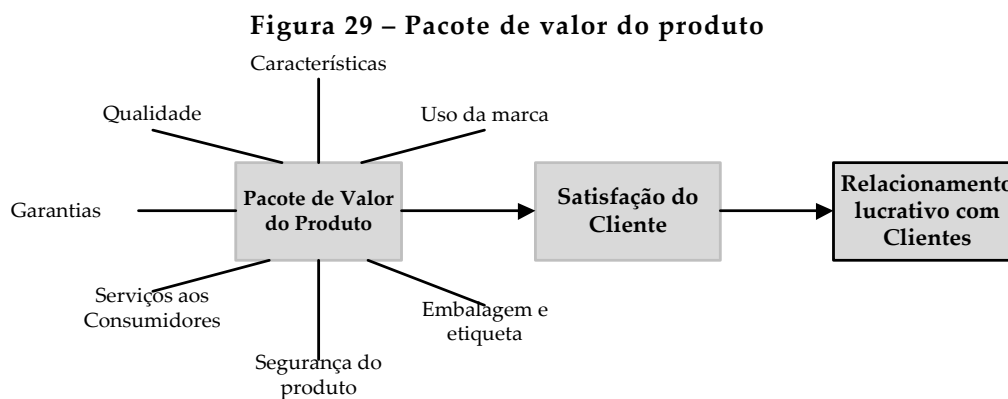 Figura 29 – Pacote de valor do produto
Características
Qualidade
Uso da marca
Garantias
Pacote de Valor
do Produto
Satisfação do
Cliente
Relacionamento
lucrativo com
Clientes
Serviços aos
Consumidores
Embalagem e
etiqueta
Segurança do
produto